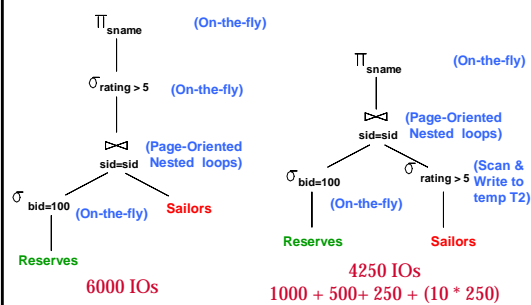 Π sname (On-the-fly)
σ rating > 5 (On-the-fly)
⋈ (Page-Oriented
sid=sid Nested loops)
σ bid=100 (On-the-fly)
Sailors
Reserves
6000 IOs
Π sname (On-the-fly)
⋈ (Page-Oriented
sid=sid Nested loops)
σ bid=100 (On-the-fly)
σ rating > 5 (Scan &
Write to
temp T2)
Reserves Sailors
4250 IOs
1000 + 500+ 250 + (10 * 250)